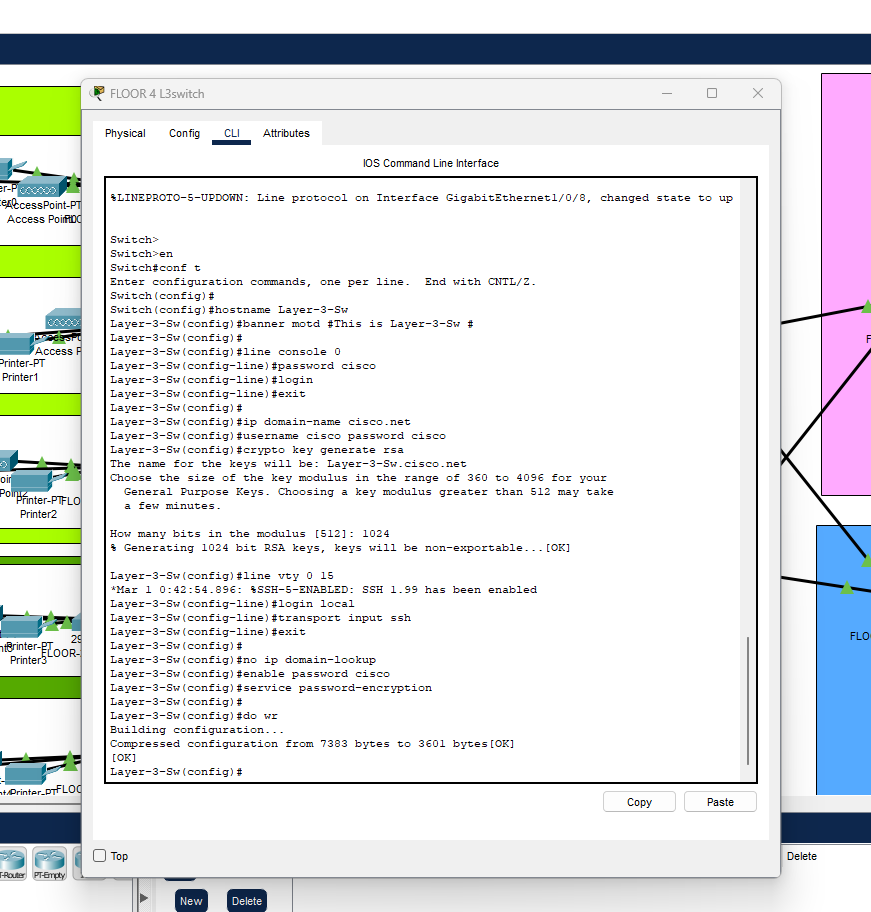 FLOOR 4 L3switch
Physical Config CLI Attributes
IOS Command Line Interface
%LINEPROTO-5-UPDOWN: Line protocol on Interface GigabitEthernet1/0/8, changed state to up
Switch>
Switch>en
Switch#conf t
Enter configuration commands, one per line.  End with CNTL/Z.
Switch(config)#
Switch(config)#hostname Layer-3-Sw
Layer-3-Sw(config)#banner motd #This is Layer-3-Sw #
Layer-3-Sw(config)#
Layer-3-Sw(config)#line console 0
Layer-3-Sw(config-line)#password cisco
Layer-3-Sw(config-line)#login
Layer-3-Sw(config-line)#exit
Layer-3-Sw(config)#
Layer-3-Sw(config)#ip domain-name cisco.net
Layer-3-Sw(config)#username cisco password cisco
Layer-3-Sw(config)#crypto key generate rsa
The name for the keys will be: Layer-3-Sw.cisco.net
Choose the size of the key modulus in the range of 360 to 4096 for your
  General Purpose Keys. Choosing a key modulus greater than 512 may take
  a few minutes.
How many bits in the modulus [512]: 1024
% Generating 1024 bit RSA keys, keys will be non-exportable...[OK]
Layer-3-Sw(config)#line vty 0 15
*Mar 1 0:42:54.896: %SSH-5-ENABLED: SSH 1.99 has been enabled
Layer-3-Sw(config-line)#login local
Layer-3-Sw(config-line)#transport input ssh
Layer-3-Sw(config-line)#exit
Layer-3-Sw(config)#
Layer-3-Sw(config)#no ip domain-lookup
Layer-3-Sw(config)#enable password cisco
Layer-3-Sw(config)#service password-encryption
Layer-3-Sw(config)#
Layer-3-Sw(config)#do wr
Building configuration...
Compressed configuration from 7383 bytes to 3601 bytes[OK]
[OK]
Layer-3-Sw(config)#
Copy Paste
Top
AccessPoint-PT
Access Point0
Access P
Printer-PT
Printer1
Printer-PT
Printer2
Printer-PT
Printer3
FLOOR-
Printer-PT
FLOO
PT-Empty
New Delete
Delete